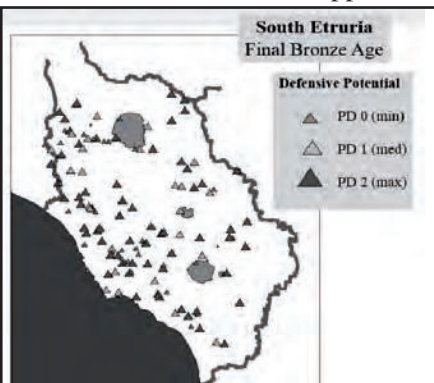 South Etruria
Final Bronze Age
Defensive Potential
PD 0 (min)
PD 1 (med)
PD 2 (max)